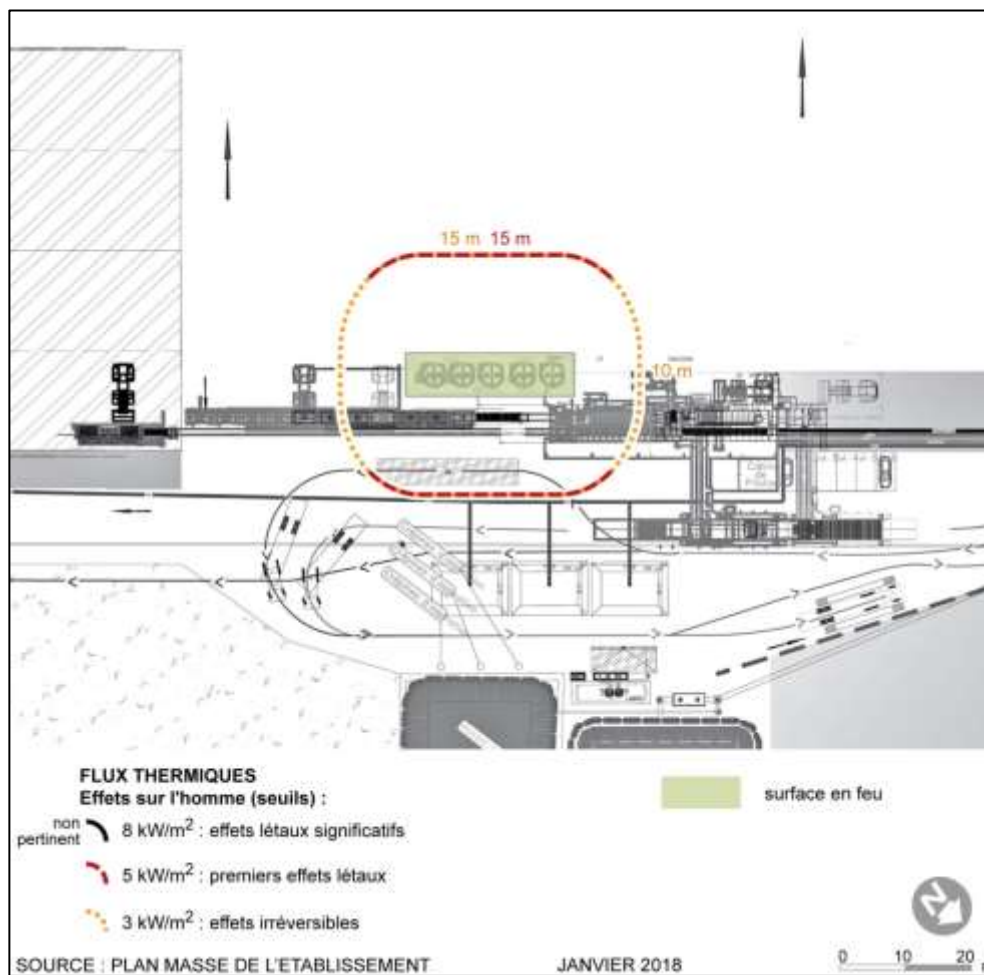 15 m 15 m
10 m
FLUX THERMIQUES
Effets sur l'homme (seuils) :
non
pertinent
8 kW/m² : effets létaux significatifs
5 kW/m² : premiers effets létaux
3 kW/m² : effets irréversibles
surface en feu
N
0 10 20
SOURCE : PLAN MASSE DE L'ETABLISSEMENT JANVIER 2018